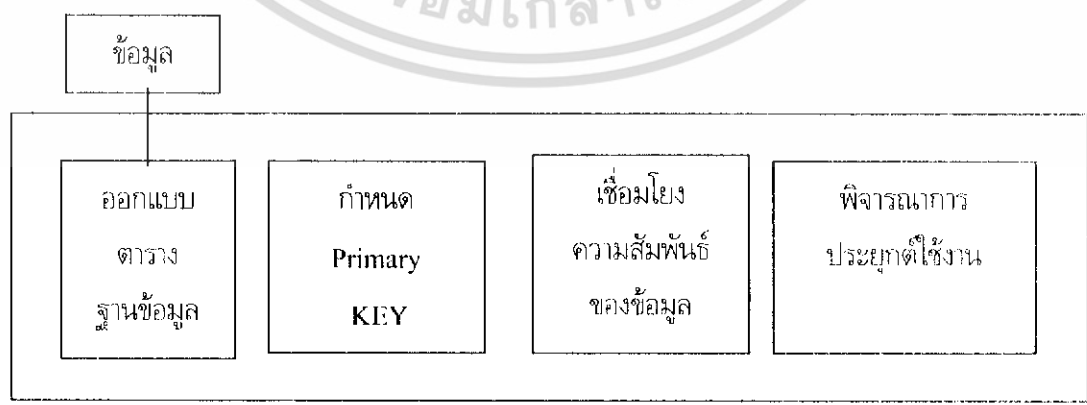 ข้อมูล
ออกแบบ
ตาราง
ฐานข้อมูล
กำหนด
Primary
KEY
เชื่อมโยง
ความสัมพันธ์
ของข้อมูล
พิจารณาการ
ประยุกต์ใช้งาน